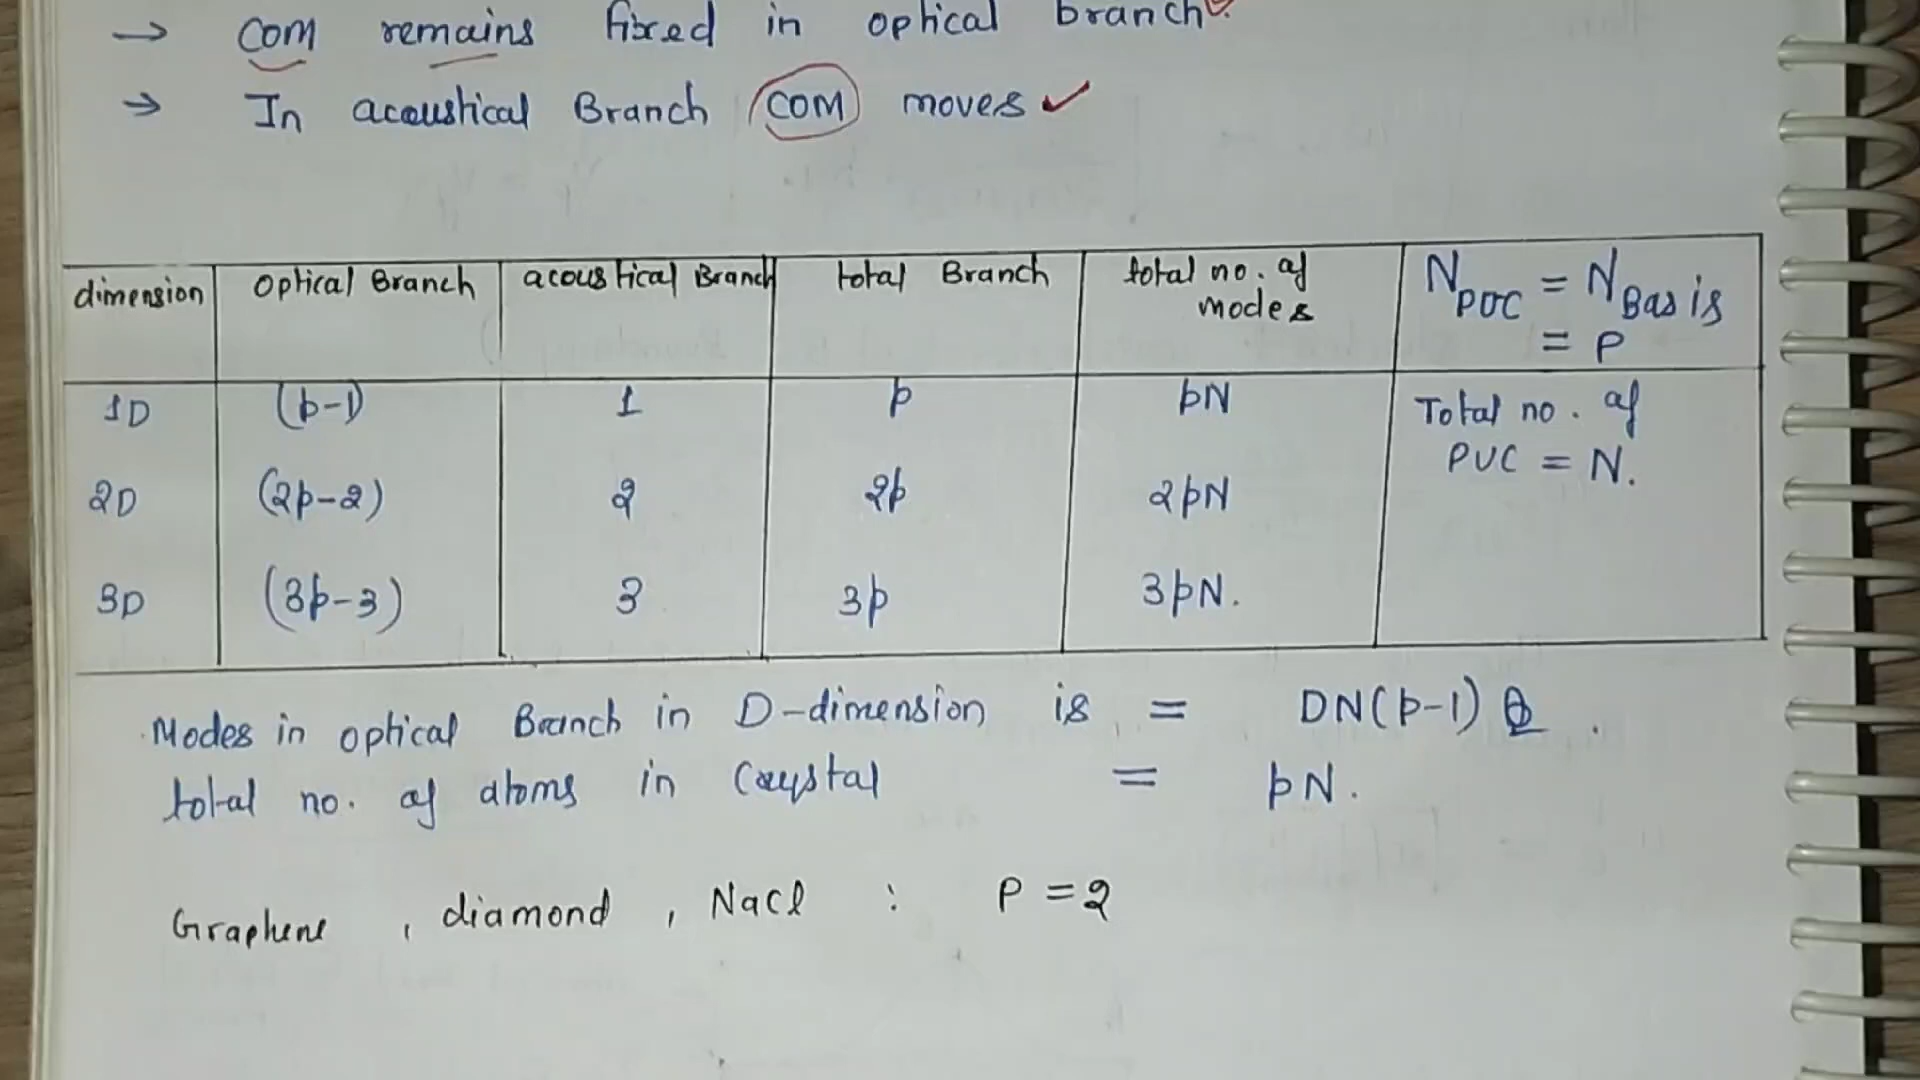 → COM remains fixed in optical branch
→ In acoustical Branch COM moves ✓
dimension | optical Branch | acoustical Branch | total Branch | total no. of modes | N_PUC = N_Basis = P
1D | (p-1) | 1 | p | pN | Total no. of PUC = N.
2D | (2p-2) | 2 | 2p | 2pN
3D | (3p-3) | 3 | 3p | 3pN.
Modes in optical Branch in D-dimension is = DN(p-1) .
total no. of atoms in Crystal = pN.
Graphene , diamond , NaCl : P = 2